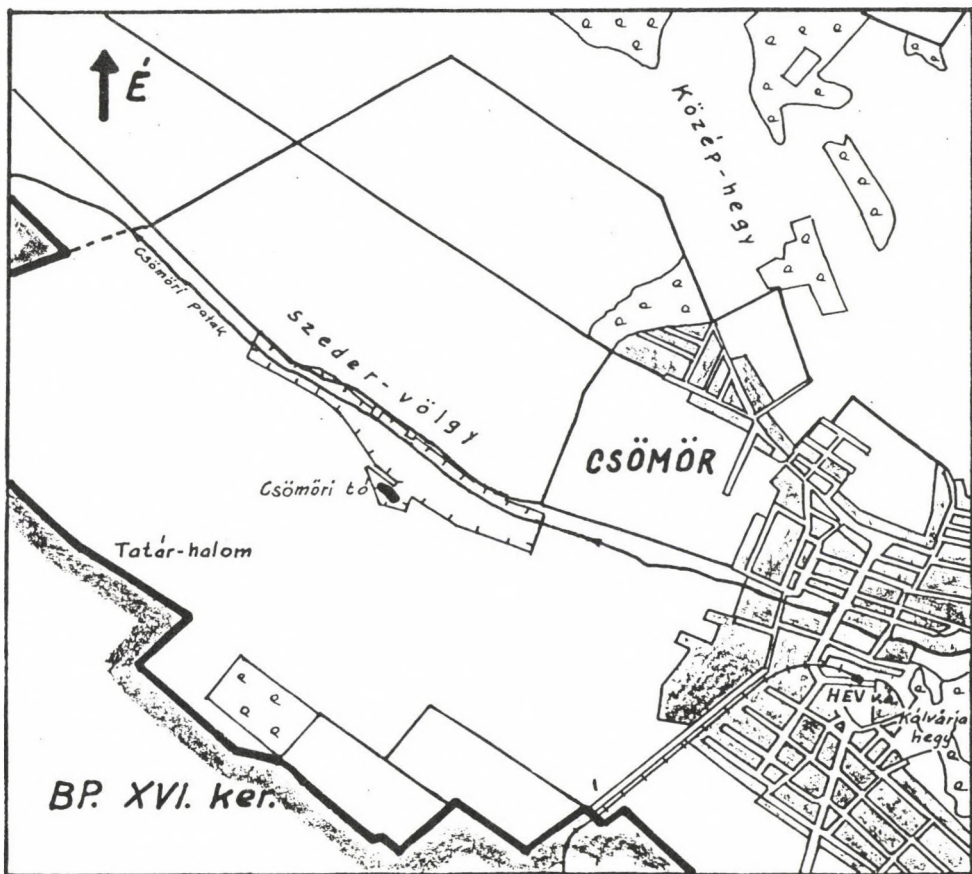 É
Közép-hegy
Csömöri patak
Szeder-völgy
CSÖMÖR
Csömöri tó
Tatár-halom
HÉV v.á.
Kálvária
hegy
BP. XVI. ker.